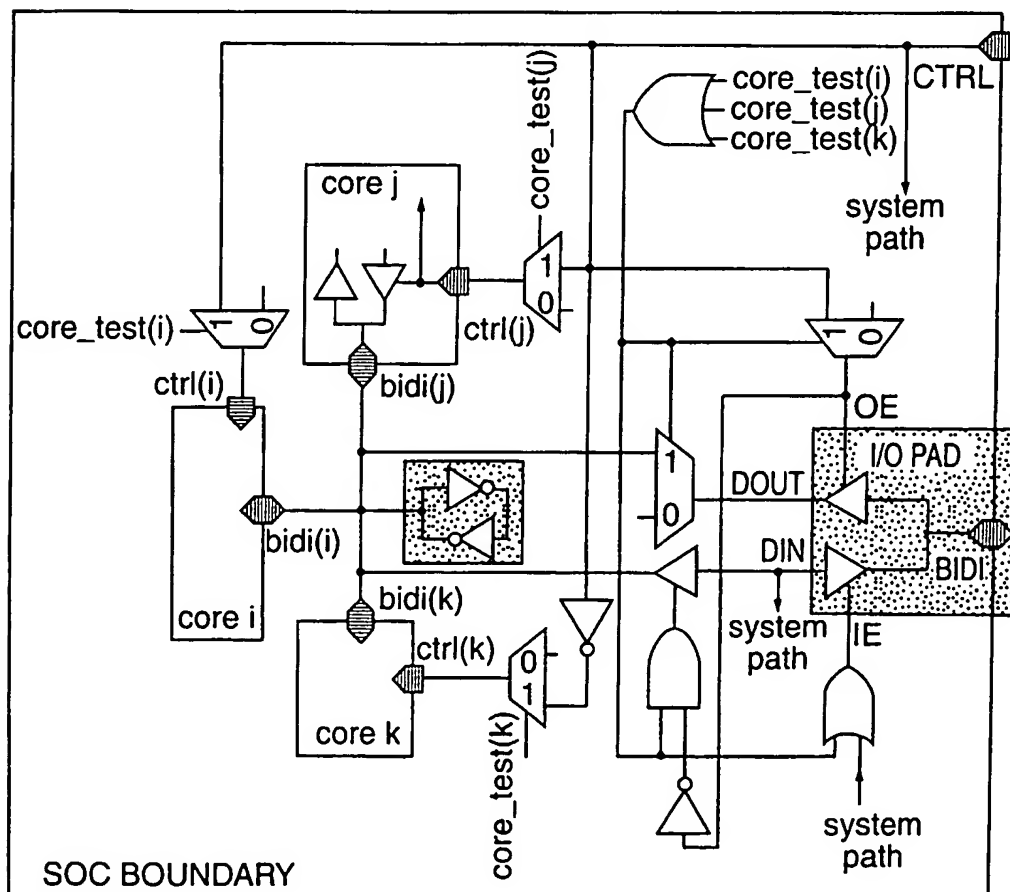 core_test(i)
core_test(j)
core_test(k)
CTRL
core_test(j)
core j
system
path
1
0
1
0
1
0
core_test(i)
ctrl(j)
ctrl(i)
bidi(j)
OE
I/O PAD
1
DOUT
0
bidi(i)
DIN
BIDI
bidi(k)
core i
system
path
IE
ctrl(k)
0
1
core k
core_test(k)
system
path
SOC BOUNDARY